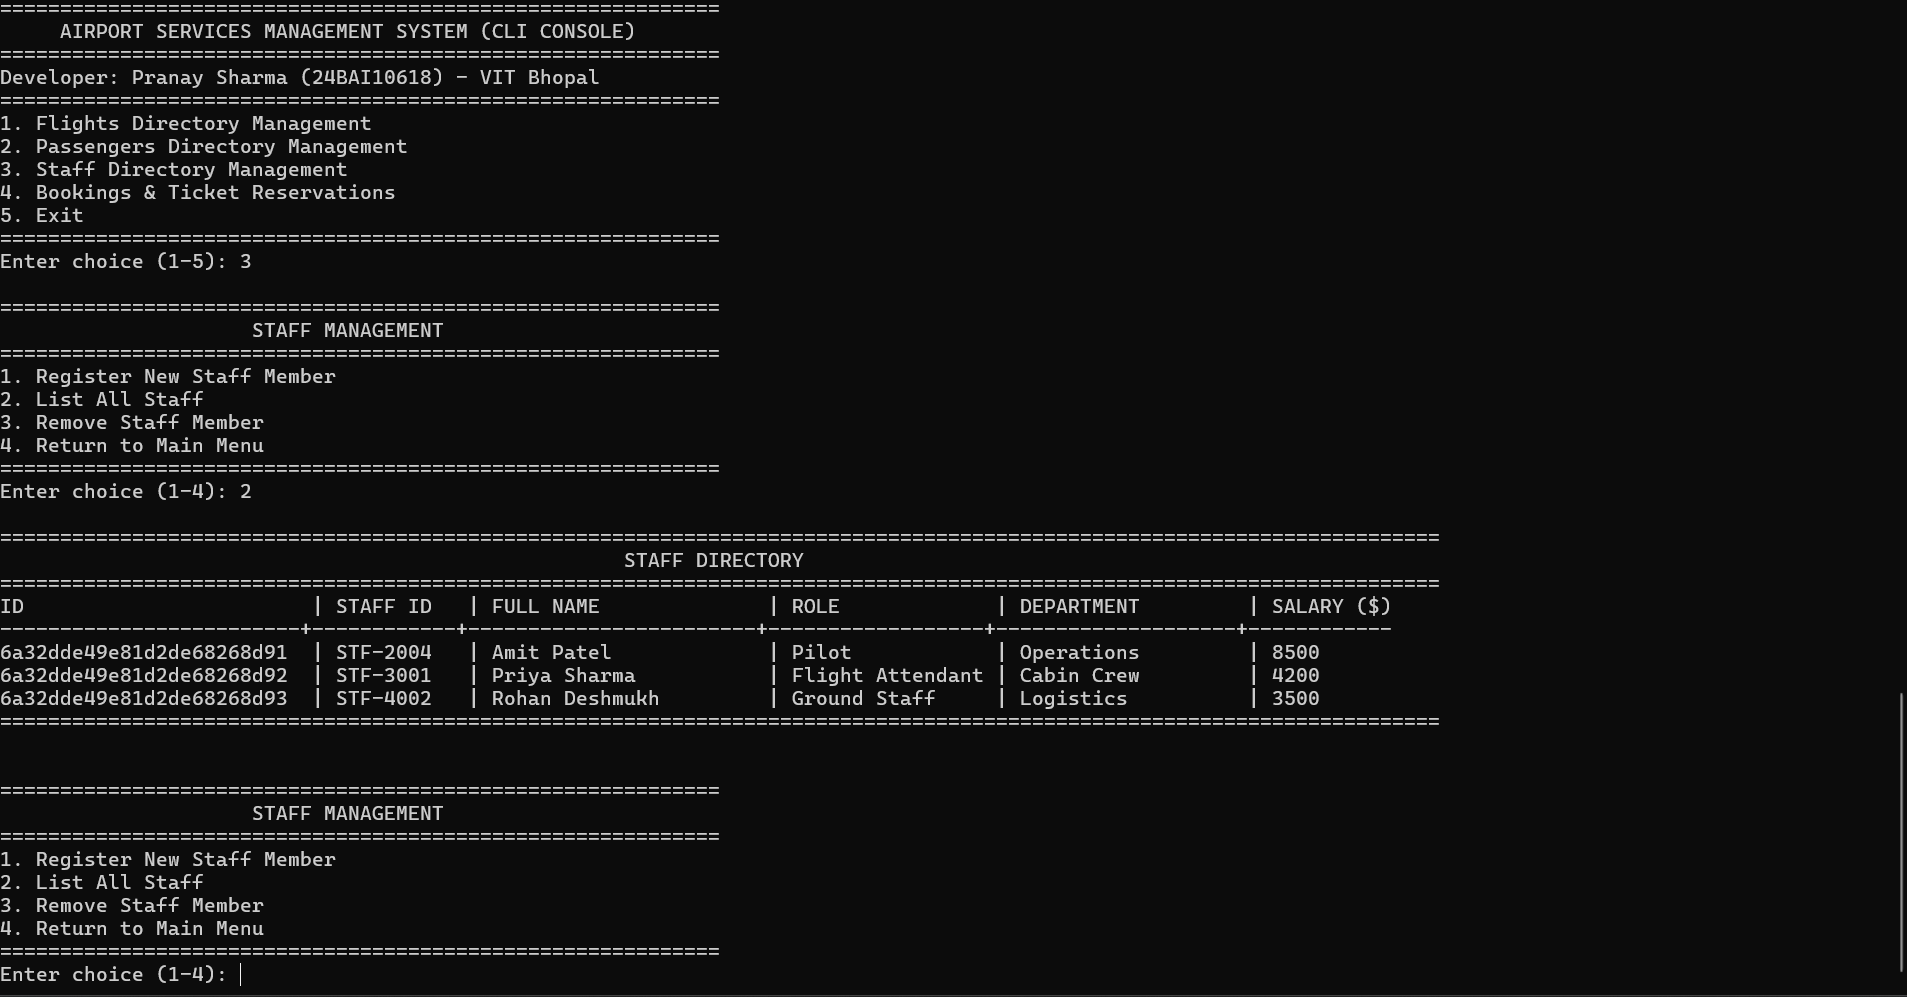 ============================================================
     AIRPORT SERVICES MANAGEMENT SYSTEM (CLI CONSOLE)
============================================================
Developer: Pranay Sharma (24BAI10618) - VIT Bhopal
============================================================
1. Flights Directory Management
2. Passengers Directory Management
3. Staff Directory Management
4. Bookings & Ticket Reservations
5. Exit
============================================================
Enter choice (1-5): 3

============================================================
                     STAFF MANAGEMENT
============================================================
1. Register New Staff Member
2. List All Staff
3. Remove Staff Member
4. Return to Main Menu
============================================================
Enter choice (1-4): 2

========================================================================================================================
                                                    STAFF DIRECTORY
========================================================================================================================
ID                        | STAFF ID   | FULL NAME              | ROLE             | DEPARTMENT         | SALARY ($)
-------------------------+------------+------------------------+------------------+--------------------+------------
6a32dde49e81d2de68268d91  | STF-2004   | Amit Patel             | Pilot            | Operations         | 8500
6a32dde49e81d2de68268d92  | STF-3001   | Priya Sharma           | Flight Attendant | Cabin Crew         | 4200
6a32dde49e81d2de68268d93  | STF-4002   | Rohan Deshmukh         | Ground Staff     | Logistics          | 3500
========================================================================================================================


============================================================
                     STAFF MANAGEMENT
============================================================
1. Register New Staff Member
2. List All Staff
3. Remove Staff Member
4. Return to Main Menu
============================================================
Enter choice (1-4):